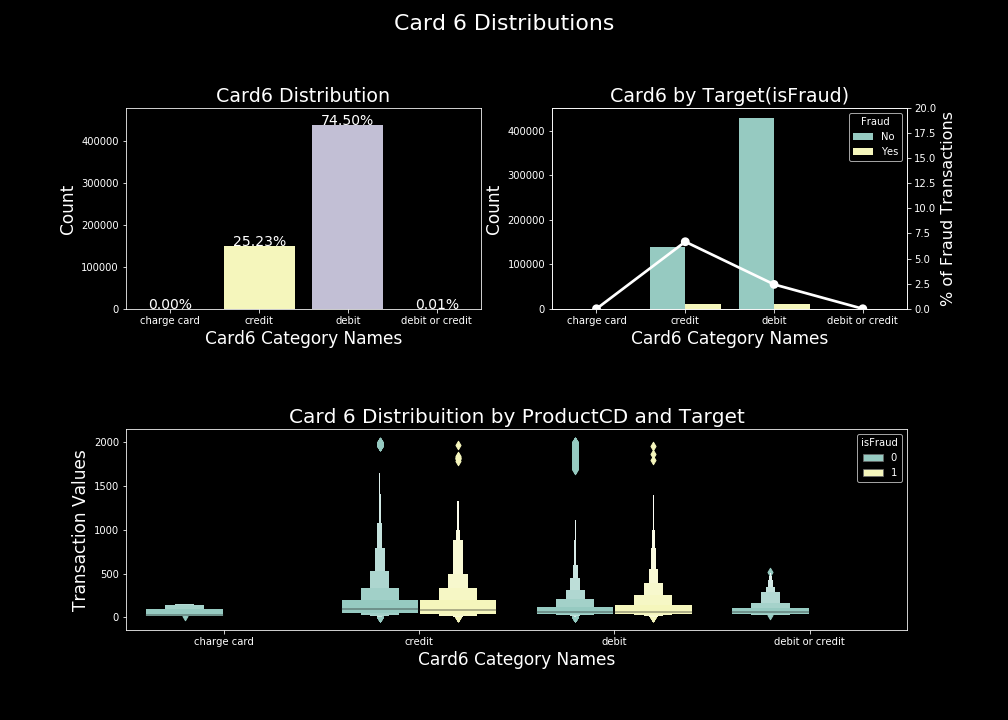 Card 6 Distributions
Card6 Distribution
Count
400000
300000
200000
100000
0
74.50%
25.23%
0.00%
0.01%
charge card credit debit debit or credit
Card6 Category Names
Card6 by Target(isFraud)
Count
400000
300000
200000
100000
0
Fraud
No
Yes
20.0
17.5
15.0
12.5
10.0
7.5
5.0
2.5
0.0
% of Fraud Transactions
charge card credit debit debit or credit
Card6 Category Names
Card 6 Distribuition by ProductCD and Target
Transaction Values
2000
1500
1000
500
0
isFraud
0
1
charge card credit debit debit or credit
Card6 Category Names